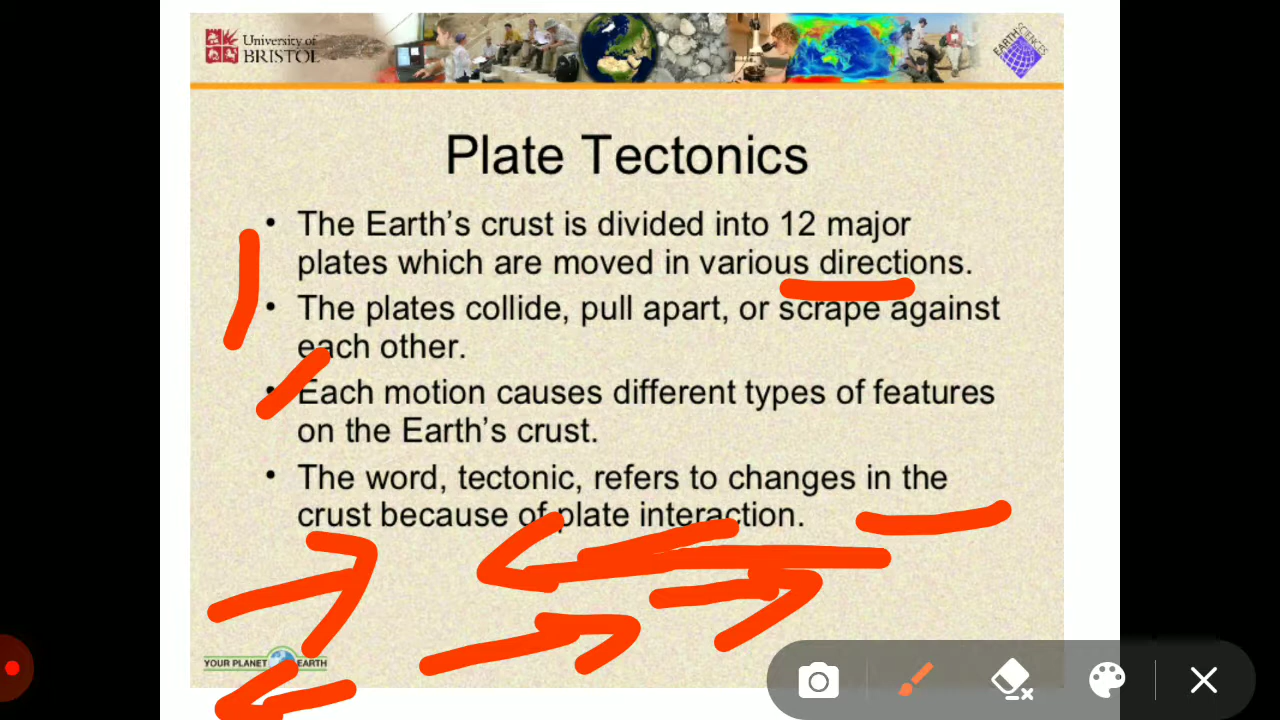 University of
BRISTOL
EARTH SCIENCES
Plate Tectonics
• The Earth's crust is divided into 12 major
plates which are moved in various directions.
• The plates collide, pull apart, or scrape against
each other.
• Each motion causes different types of features
on the Earth's crust.
• The word, tectonic, refers to changes in the
crust because of plate interaction.
YOUR PLANET EARTH